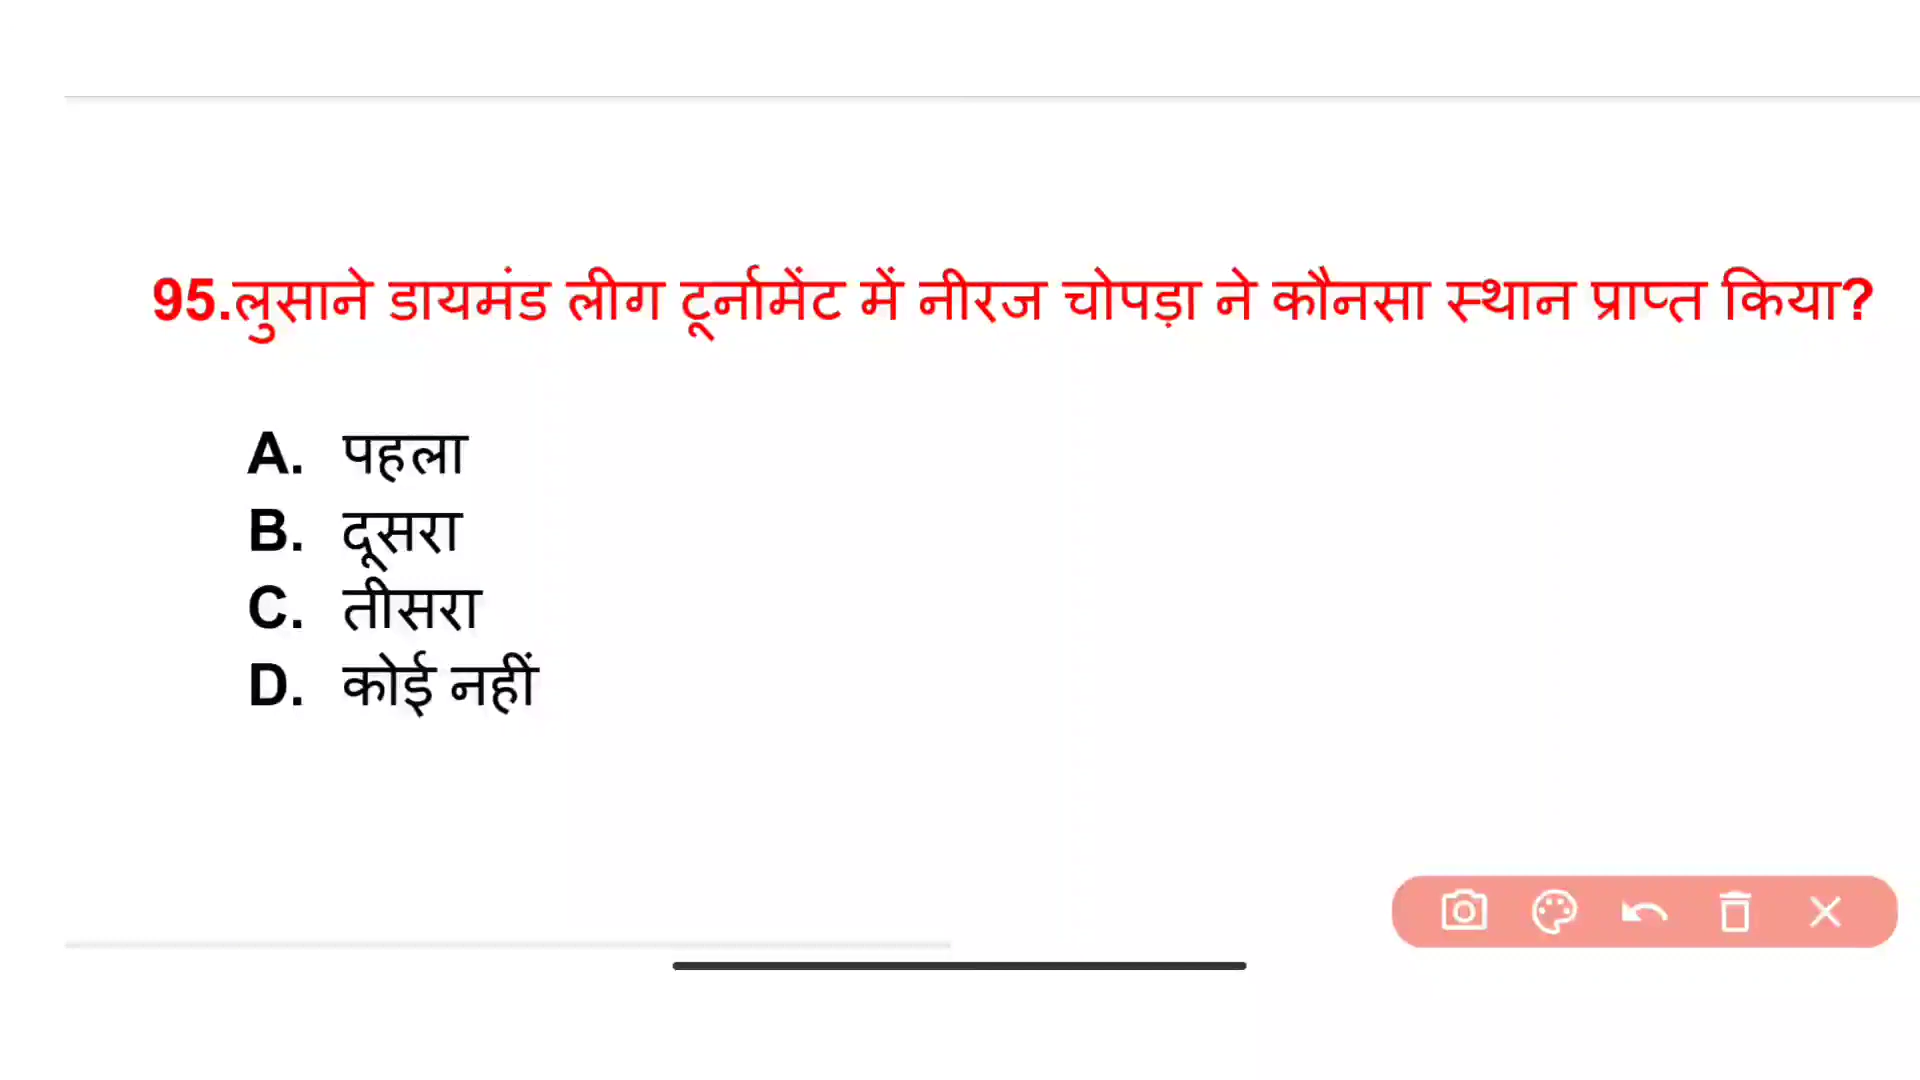 95.लुसाने डायमंड लीग टूर्नामेंट में नीरज चोपड़ा ने कौनसा स्थान प्राप्त किया?
A. पहला
B. दूसरा
C. तीसरा
D. कोई नहीं